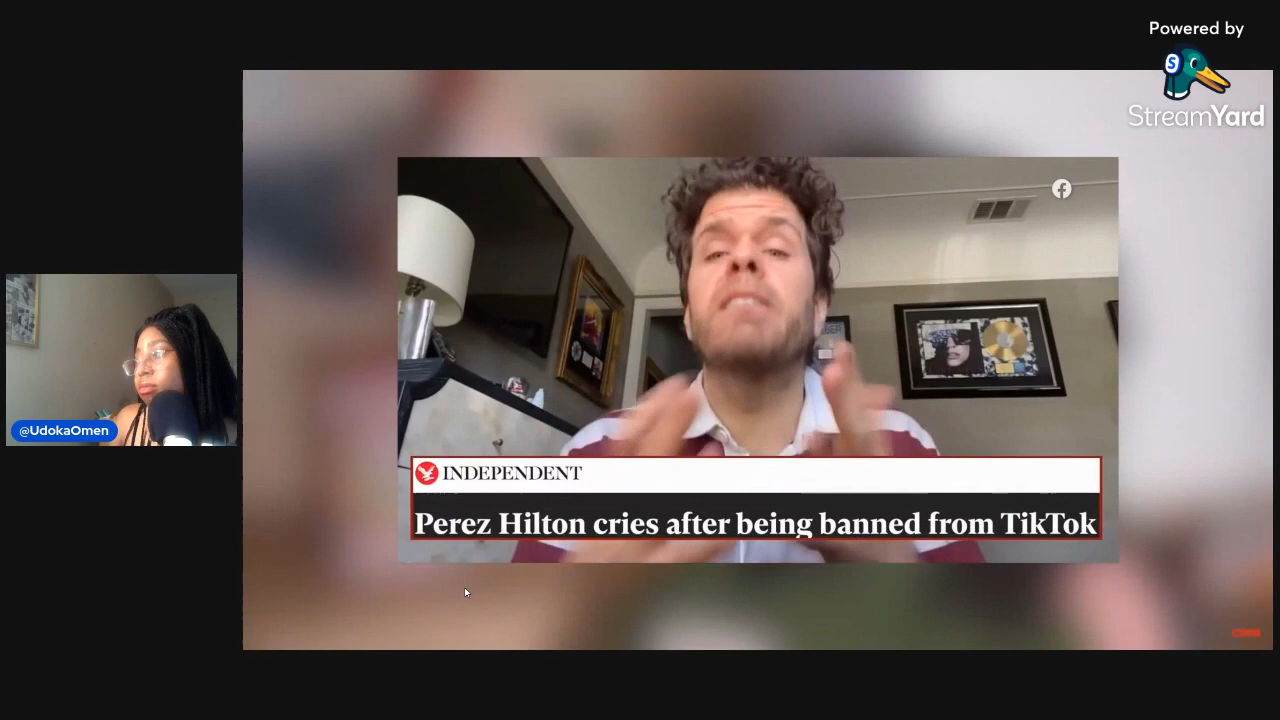 Powered by
StreamYard
@UdokaOmen
INDEPENDENT
Perez Hilton cries after being banned from TikTok